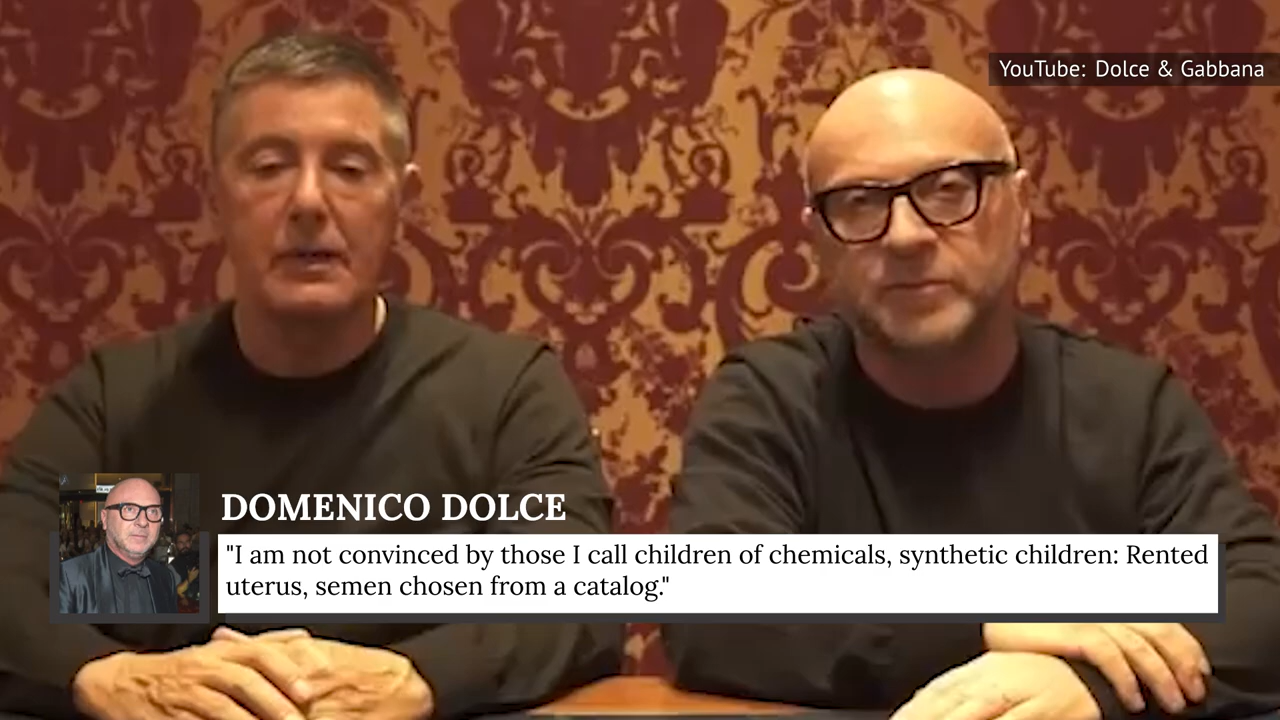 YouTube: Dolce & Gabbana
DOMENICO DOLCE
"I am not convinced by those I call children of chemicals, synthetic children: Rented
uterus, semen chosen from a catalog."